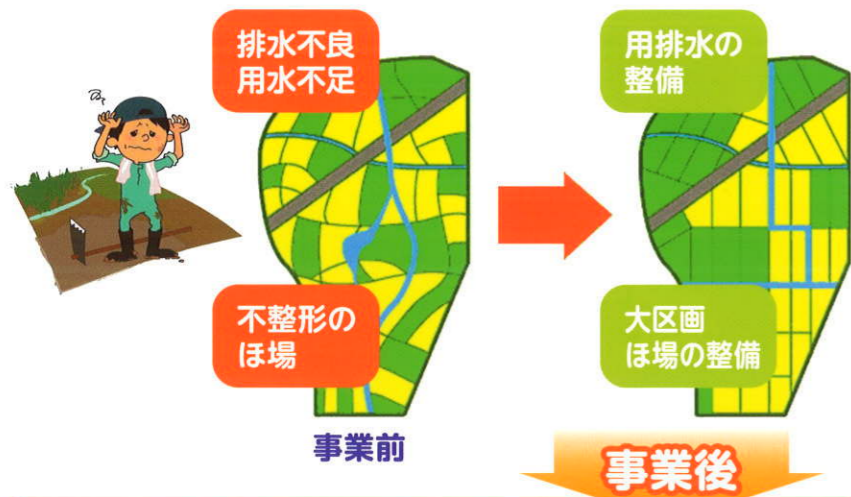 排水不良
用水不足
用排水の
整備
不整形の
ほ場
大区画
ほ場の整備
事業前
事業後